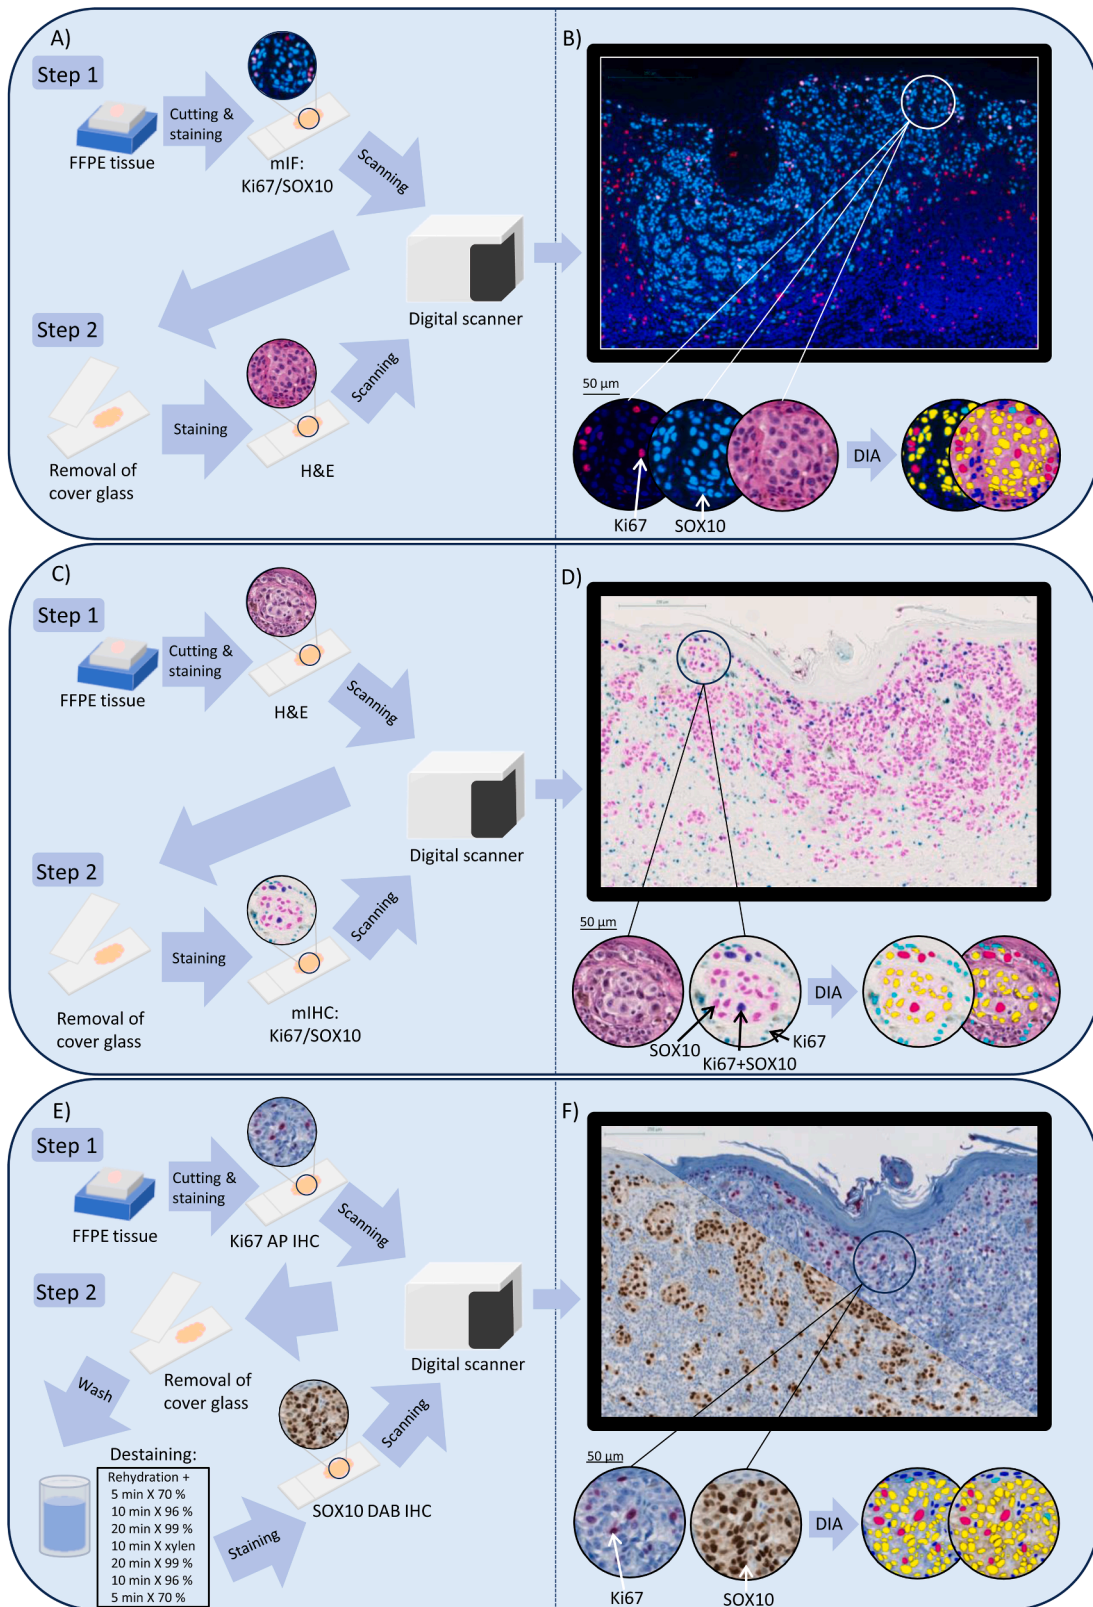 A)
Step 1
FFPE tissue
Cutting &
staining
mIF:
Ki67/SOX10
Scanning
Digital scanner
Step 2
Removal of
cover glass
Staining
H&E
Scanning
B)
50 µm
Ki67
SOX10
DIA
C)
Step 1
FFPE tissue
Cutting &
staining
H&E
Scanning
Digital scanner
Step 2
Removal of
cover glass
Staining
mIHC:
Ki67/SOX10
Scanning
D)
50 µm
SOX10
Ki67+SOX10
Ki67
DIA
E)
Step 1
FFPE tissue
Cutting &
staining
Ki67 AP IHC
Scanning
Digital scanner
Step 2
Removal of
cover glass
Wash
Destaining:
Rehydration +
5 min X 70 %
10 min X 96 %
20 min X 99 %
10 min X xylen
20 min X 99 %
10 min X 96 %
5 min X 70 %
Staining
SOX10 DAB IHC
Scanning
F)
50 µm
Ki67
SOX10
DIA